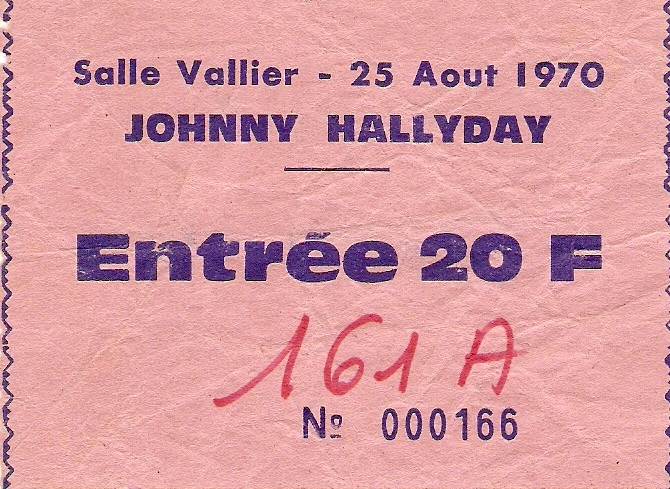 Salle Vallier - 25 Aout 1970
JOHNNY HALLYDAY
Entrée 20 F
161 A
Nº 000166